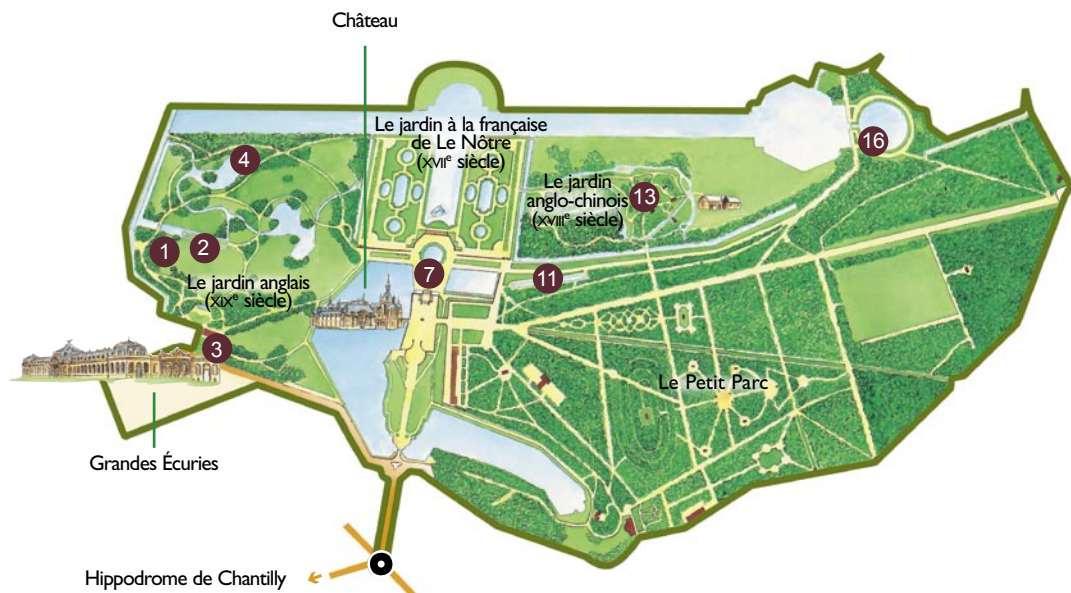 Château
Le jardin à la française
de Le Nôtre
(XVIIe siècle)
4
16
Le jardin
anglo-chinois
(XVIIIe siècle)
13
1
2
7
11
Le jardin anglais
(XIXe siècle)
3
Le Petit Parc
Grandes Écuries
Hippodrome de Chantilly